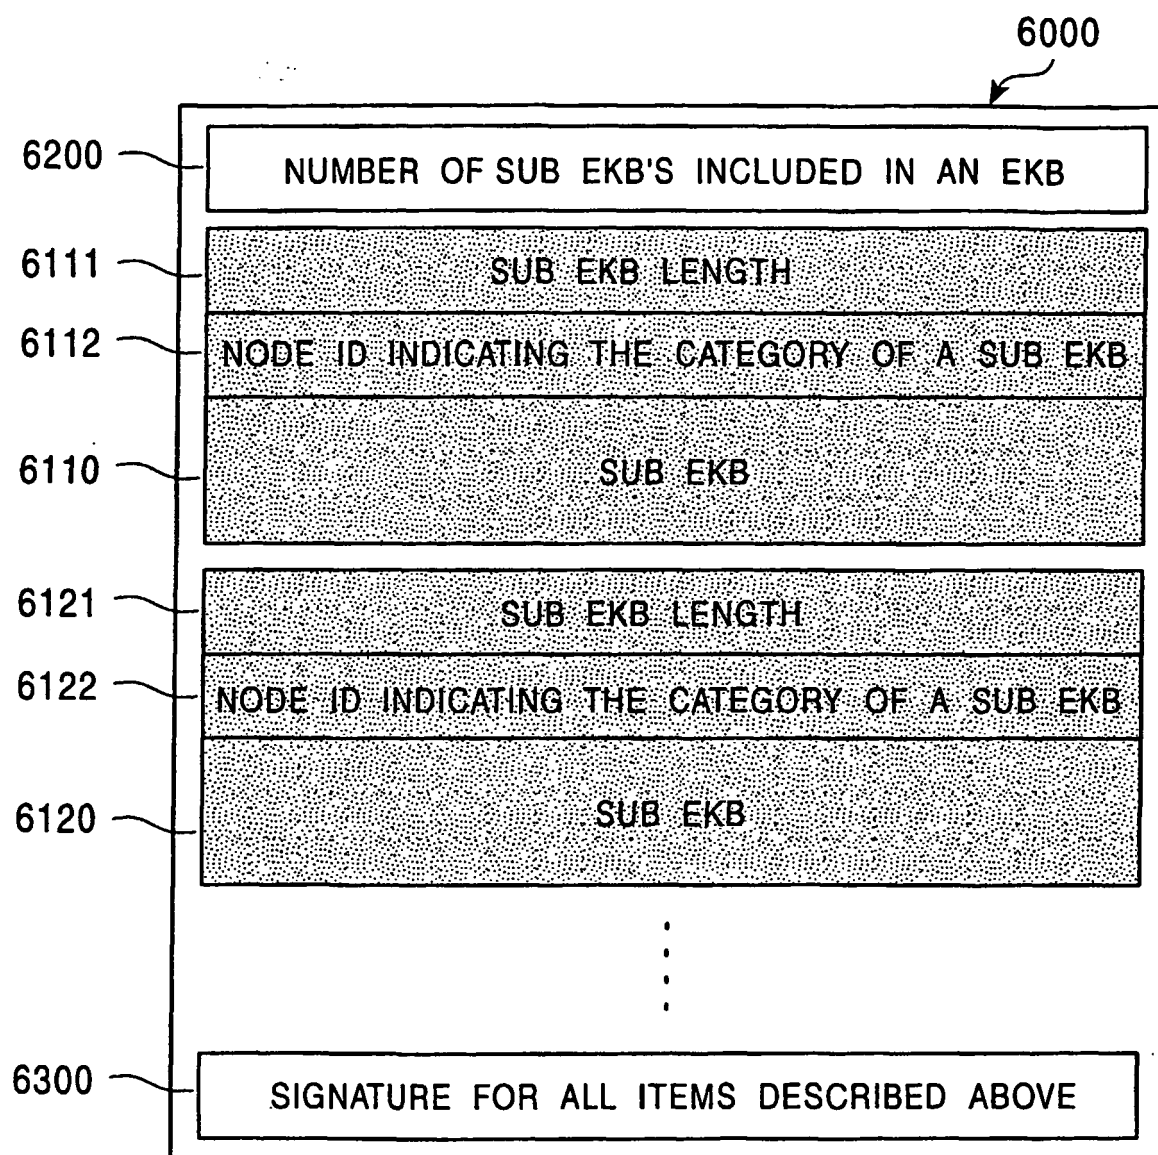 6000
6200 NUMBER OF SUB EKB'S INCLUDED IN AN EKB
6111 SUB EKB LENGTH
6112 NODE ID INDICATING THE CATEGORY OF A SUB EKB
6110 SUB EKB
6121 SUB EKB LENGTH
6122 NODE ID INDICATING THE CATEGORY OF A SUB EKB
6120 SUB EKB
6300 SIGNATURE FOR ALL ITEMS DESCRIBED ABOVE